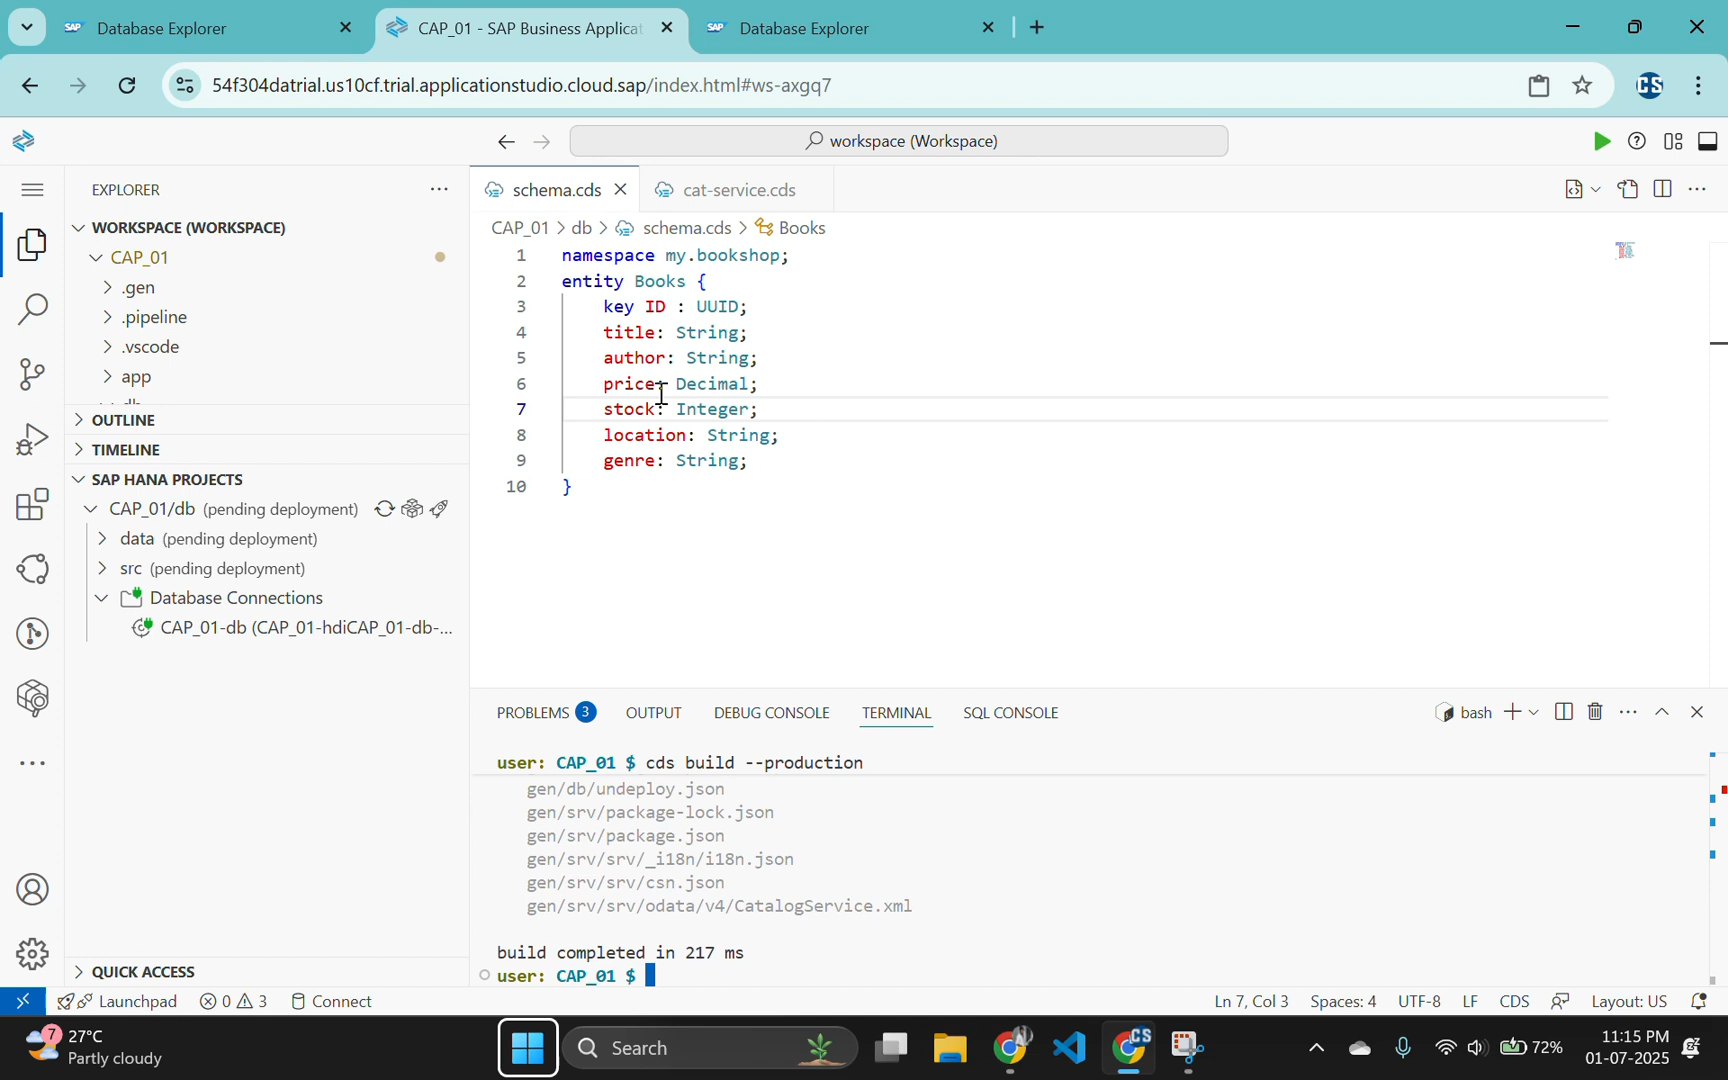 Database Explorer
CAP_01 - SAP Business Applicat
Database Explorer
54f304datrial.us10cf.trial.applicationstudio.cloud.sap/index.html#ws-axgq7
CS
workspace (Workspace)
EXPLORER
WORKSPACE (WORKSPACE)
CAP_01
.gen
.pipeline
.vscode
app
OUTLINE
TIMELINE
SAP HANA PROJECTS
CAP_01/db (pending deployment)
data (pending deployment)
src (pending deployment)
Database Connections
CAP_01-db (CAP_01-hdiCAP_01-db-...
QUICK ACCESS
schema.cds
cat-service.cds
CAP_01 > db > schema.cds > Books
1 namespace my.bookshop;
2 entity Books {
3 key ID : UUID;
4 title: String;
5 author: String;
6 price: Decimal;
7 stock: Integer;
8 location: String;
9 genre: String;
10 }
PROBLEMS 3 OUTPUT DEBUG CONSOLE TERMINAL SQL CONSOLE
bash
user: CAP_01 $ cds build --production
gen/db/undeploy.json
gen/srv/package-lock.json
gen/srv/package.json
gen/srv/srv/_i18n/i18n.json
gen/srv/srv/csn.json
gen/srv/srv/odata/v4/CatalogService.xml
build completed in 217 ms
user: CAP_01 $
Launchpad 0 3 Connect
Ln 7, Col 3 Spaces: 4 UTF-8 LF CDS Layout: US
7 27°C
Partly cloudy
Search
CS
72%
11:15 PM
01-07-2025